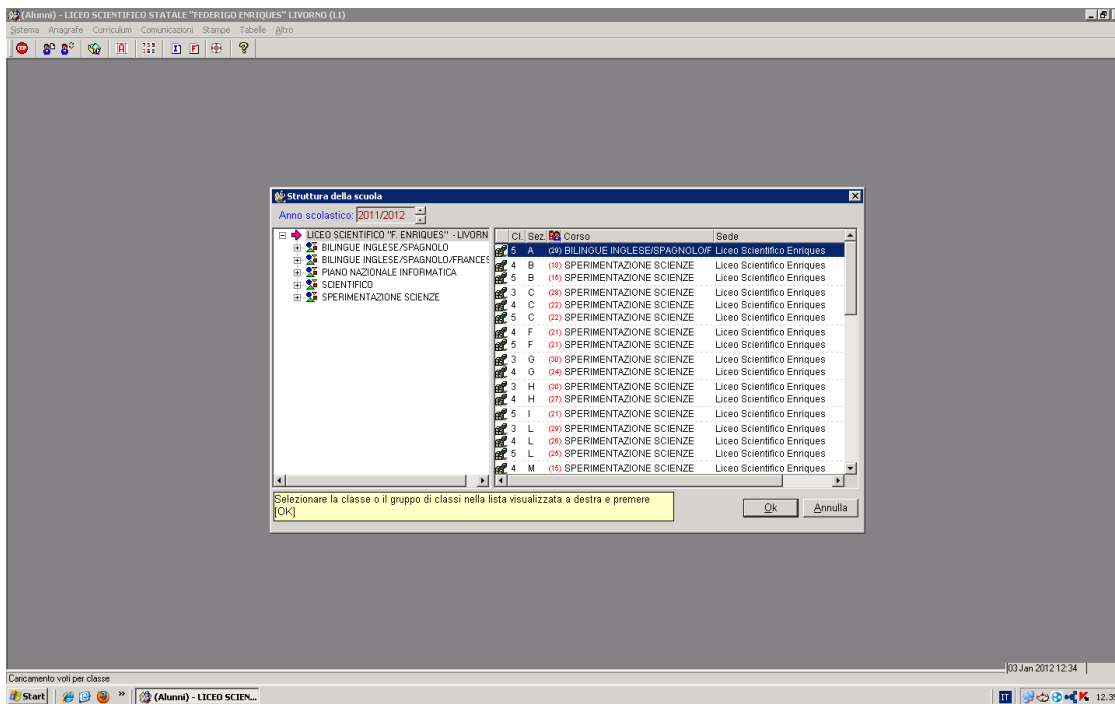 (Alunni) - LICEO SCIENTIFICO STATALE "FEDERIGO ENRIQUES" LIVORNO (LI)
Sistema Anagrafe Curriculum Comunicazioni Stampe Tabelle Altro
Struttura della scuola
Anno scolastico: 2011/2012
LICEO SCIENTIFICO "F. ENRIQUES" - LIVORN
BILINGUE INGLESE/SPAGNOLO
BILINGUE INGLESE/SPAGNOLO/FRANCES
PIANO NAZIONALE INFORMATICA
SCIENTIFICO
SPERIMENTAZIONE SCIENZE
Cl. Sez. Corso Sede
5 A (29) BILINGUE INGLESE/SPAGNOLO/F Liceo Scientifico Enriques
4 B (18) SPERIMENTAZIONE SCIENZE Liceo Scientifico Enriques
5 B (15) SPERIMENTAZIONE SCIENZE Liceo Scientifico Enriques
3 C (28) SPERIMENTAZIONE SCIENZE Liceo Scientifico Enriques
4 C (22) SPERIMENTAZIONE SCIENZE Liceo Scientifico Enriques
5 C (22) SPERIMENTAZIONE SCIENZE Liceo Scientifico Enriques
4 F (21) SPERIMENTAZIONE SCIENZE Liceo Scientifico Enriques
5 F (21) SPERIMENTAZIONE SCIENZE Liceo Scientifico Enriques
3 G (30) SPERIMENTAZIONE SCIENZE Liceo Scientifico Enriques
4 G (24) SPERIMENTAZIONE SCIENZE Liceo Scientifico Enriques
3 H (30) SPERIMENTAZIONE SCIENZE Liceo Scientifico Enriques
4 H (27) SPERIMENTAZIONE SCIENZE Liceo Scientifico Enriques
5 I (21) SPERIMENTAZIONE SCIENZE Liceo Scientifico Enriques
3 L (29) SPERIMENTAZIONE SCIENZE Liceo Scientifico Enriques
4 L (26) SPERIMENTAZIONE SCIENZE Liceo Scientifico Enriques
5 L (25) SPERIMENTAZIONE SCIENZE Liceo Scientifico Enriques
4 M (15) SPERIMENTAZIONE SCIENZE Liceo Scientifico Enriques
Selezionare la classe o il gruppo di classi nella lista visualizzata a destra e premere
[OK]
Ok Annulla
03 Jan 2012 12:34
Caricamento voti per classe
Start » (Alunni) - LICEO SCIEN... IT 12.35